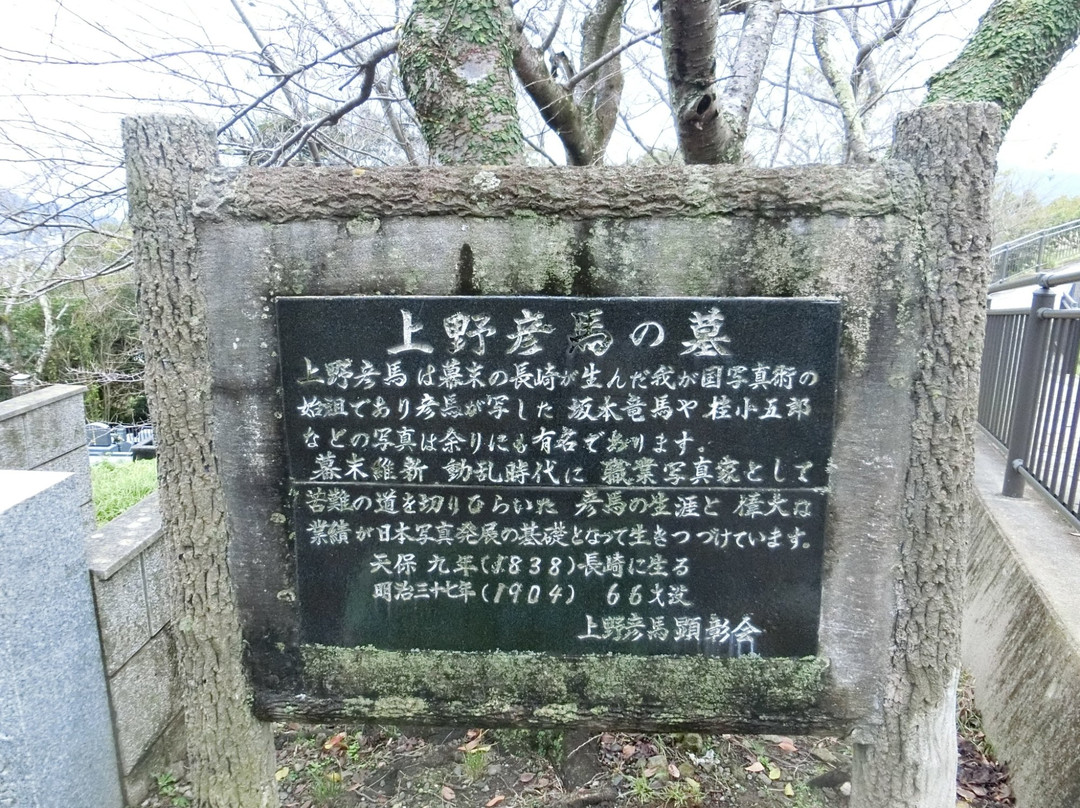 上野彦馬の墓
上野彦馬は幕末の長崎が生んだ我が国写真術の
始祖であり彦馬が写した 坂本竜馬や 桂小五郎
などの写真は余りにも有名であります。
幕末維新 動乱時代に 職業写真家として
苦難の道を切りひらいた 彦馬の生涯と 偉大な
業績が日本写真発展の基礎となって生きつづけています。
天保 九年(1838)長崎に生る
明治三十七年(1904) 66才没
上野彦馬顕彰会